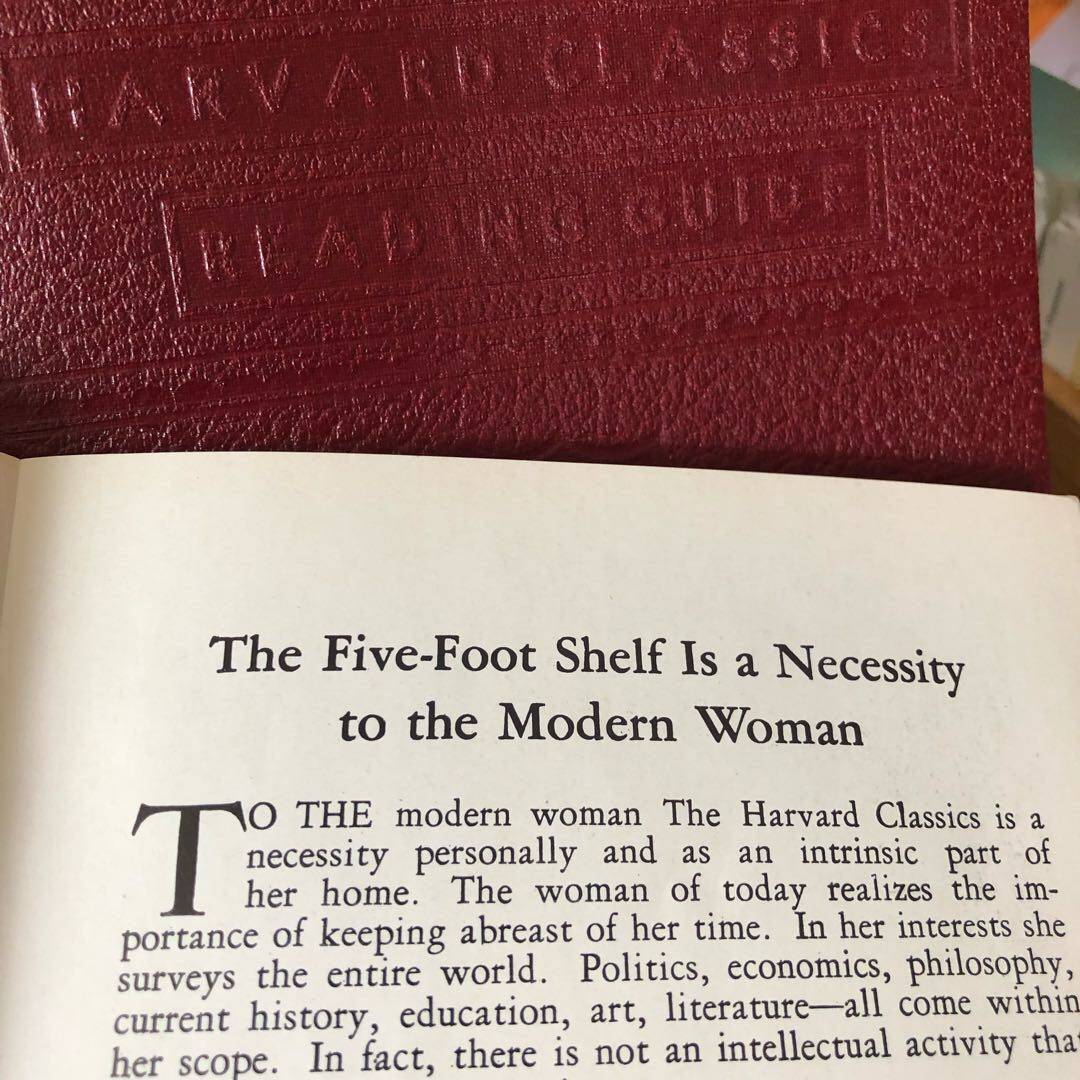 HARVARD CLASSICS
READING GUIDE
The Five-Foot Shelf Is a Necessity
to the Modern Woman
TO THE modern woman The Harvard Classics is a
necessity personally and as an intrinsic part of
her home. The woman of today realizes the im-
portance of keeping abreast of her time. In her interests she
surveys the entire world. Politics, economics, philosophy,
current history, education, art, literature—all come within
her scope. In fact, there is not an intellectual activity that